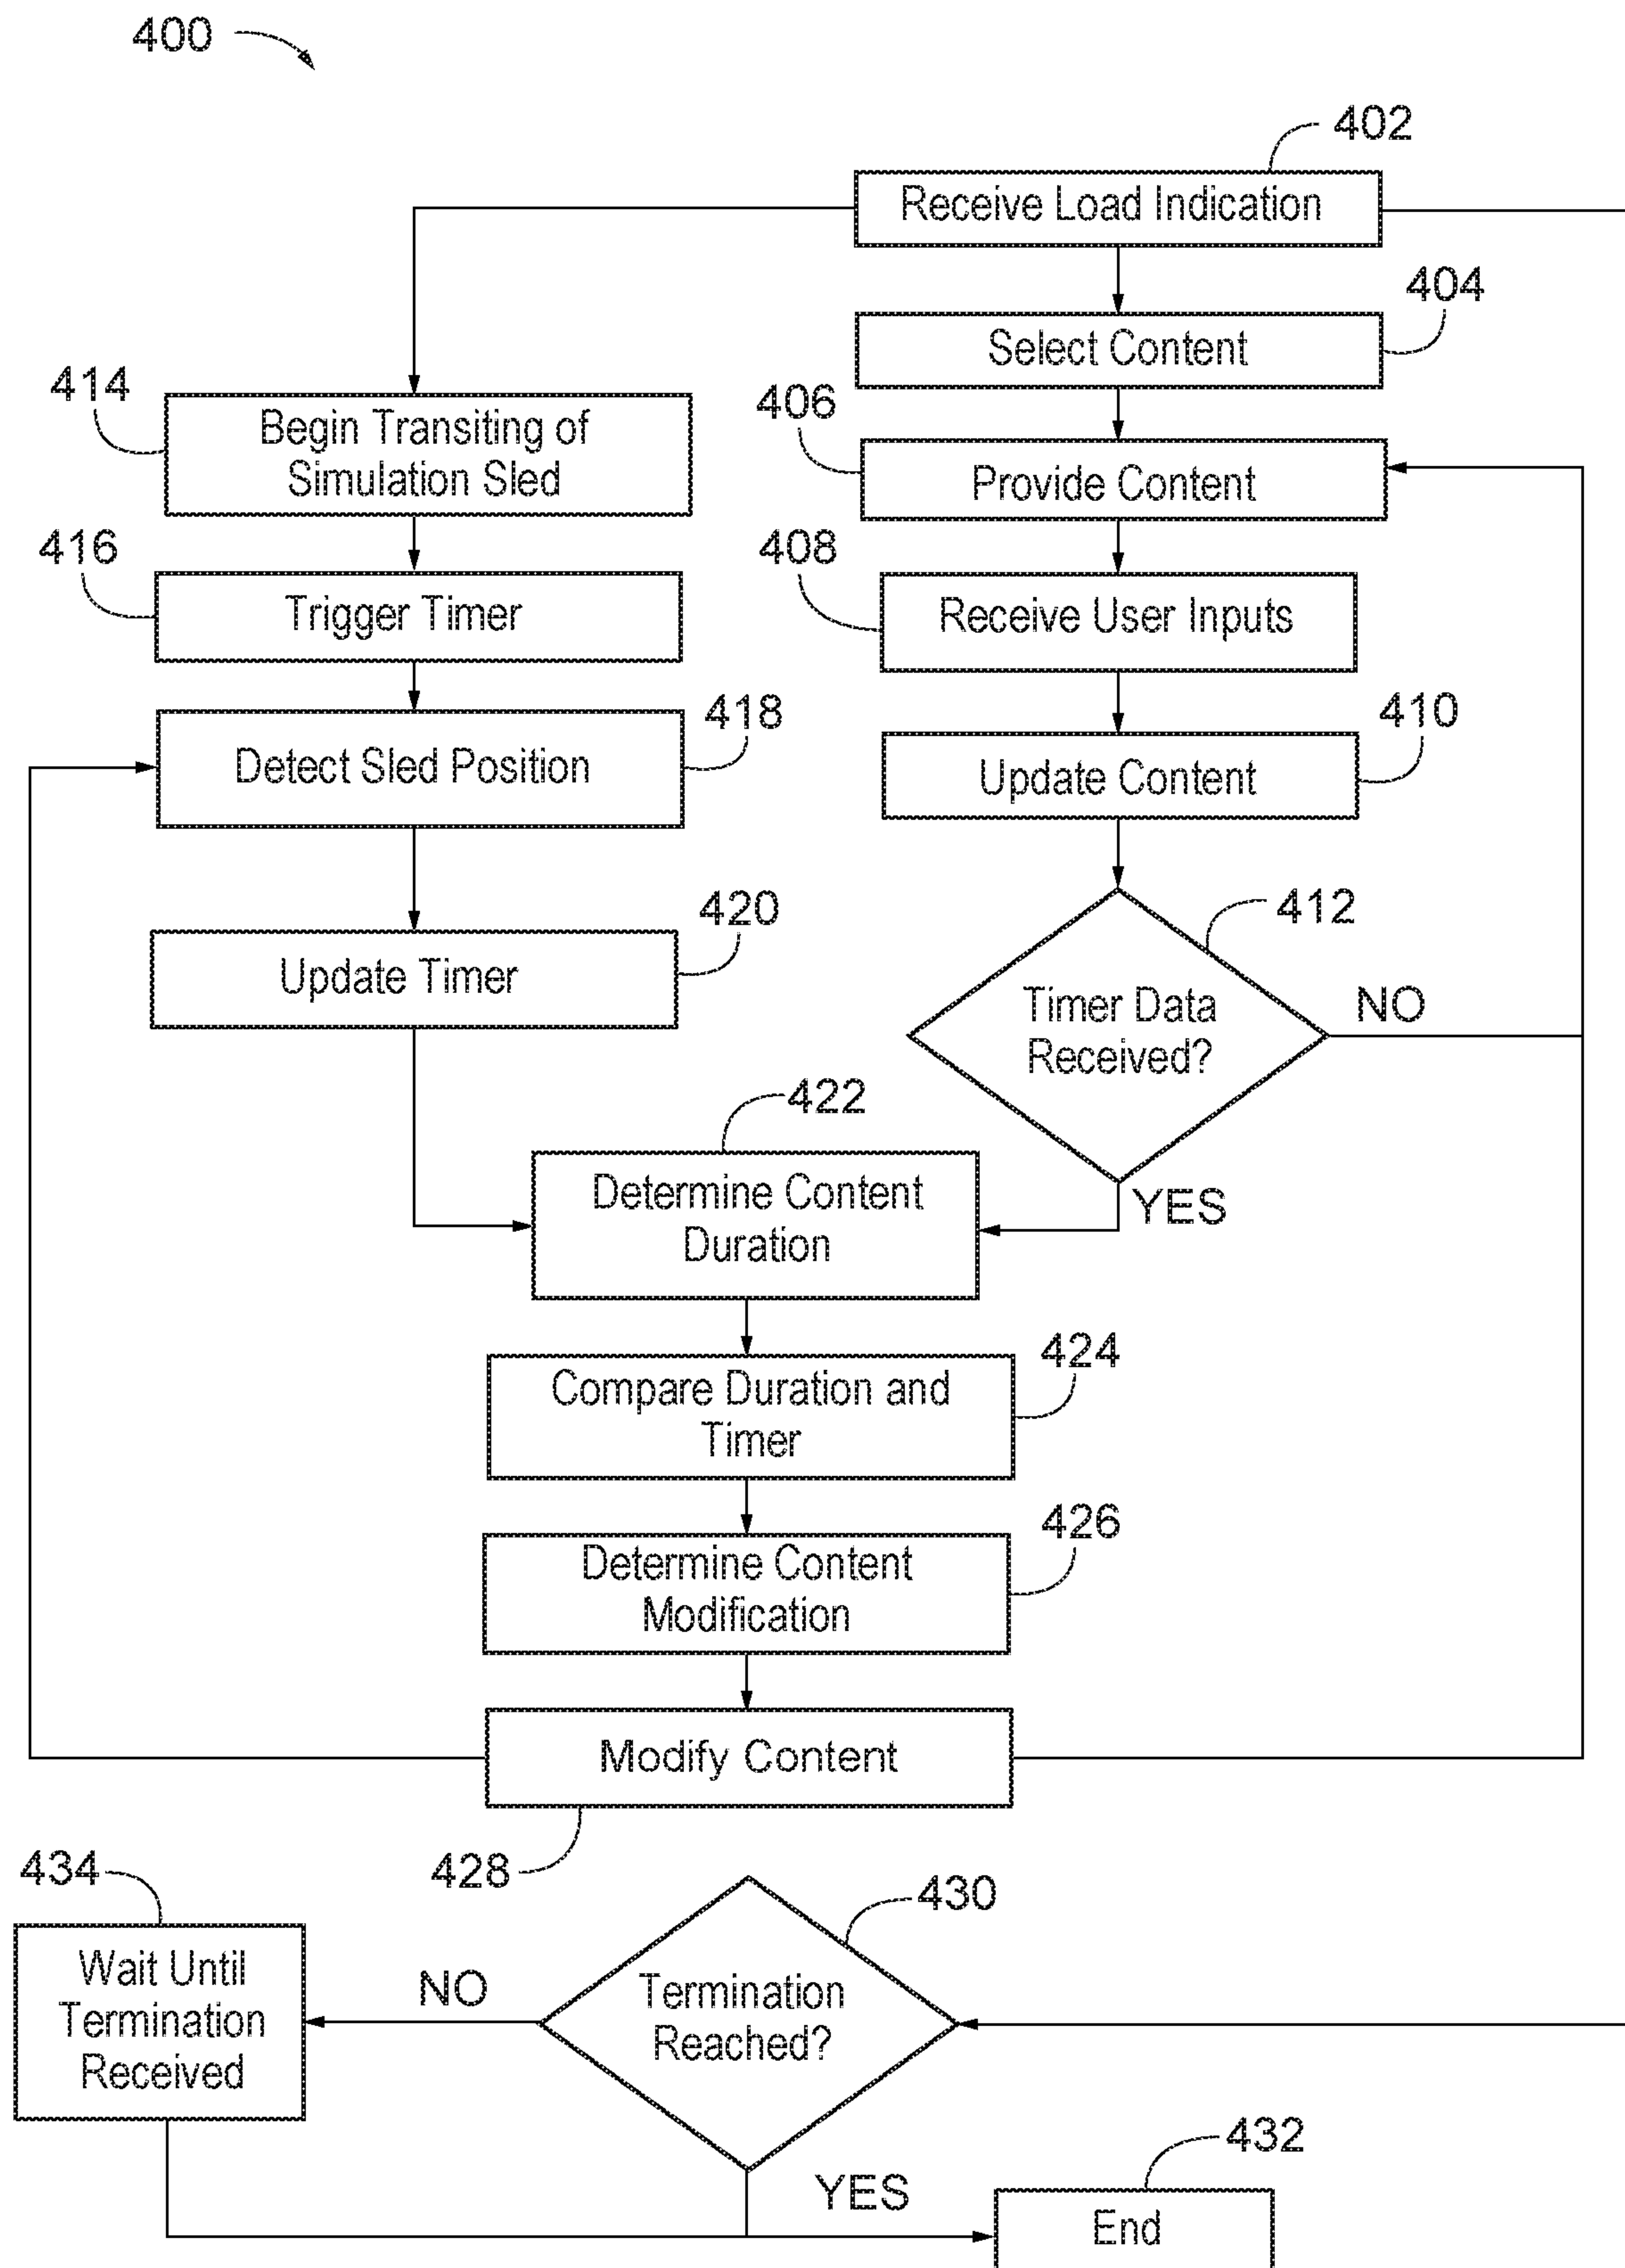 400
402
Receive Load Indication
404
Select Content
414
Begin Transiting of
Simulation Sled
406
Provide Content
416
Trigger Timer
408
Receive User Inputs
418
Detect Sled Position
410
Update Content
420
Update Timer
412
Timer Data
Received?
NO
YES
422
Determine Content
Duration
424
Compare Duration and
Timer
426
Determine Content
Modification
Modify Content
428
434
Wait Until
Termination
Received
NO
430
Termination
Reached?
YES
432
End